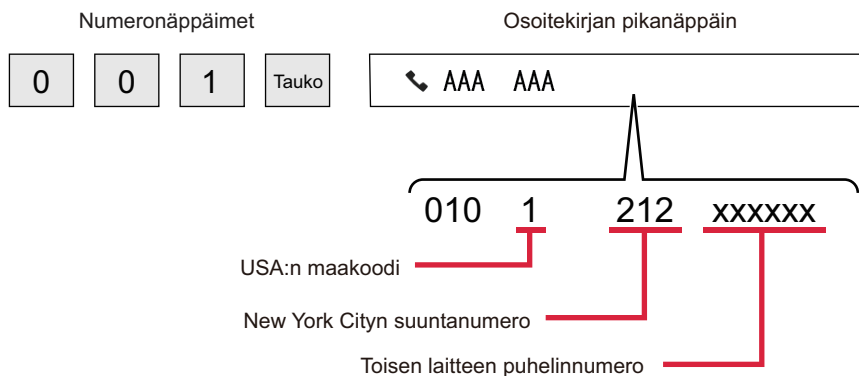 Numeronäppäimet Osoitekirjan pikanäppäin
0 0 1 Tauko AAA AAA
010 1 212 xxxxxx
USA:n maakoodi
New York Cityn suuntanumero
Toisen laitteen puhelinnumero